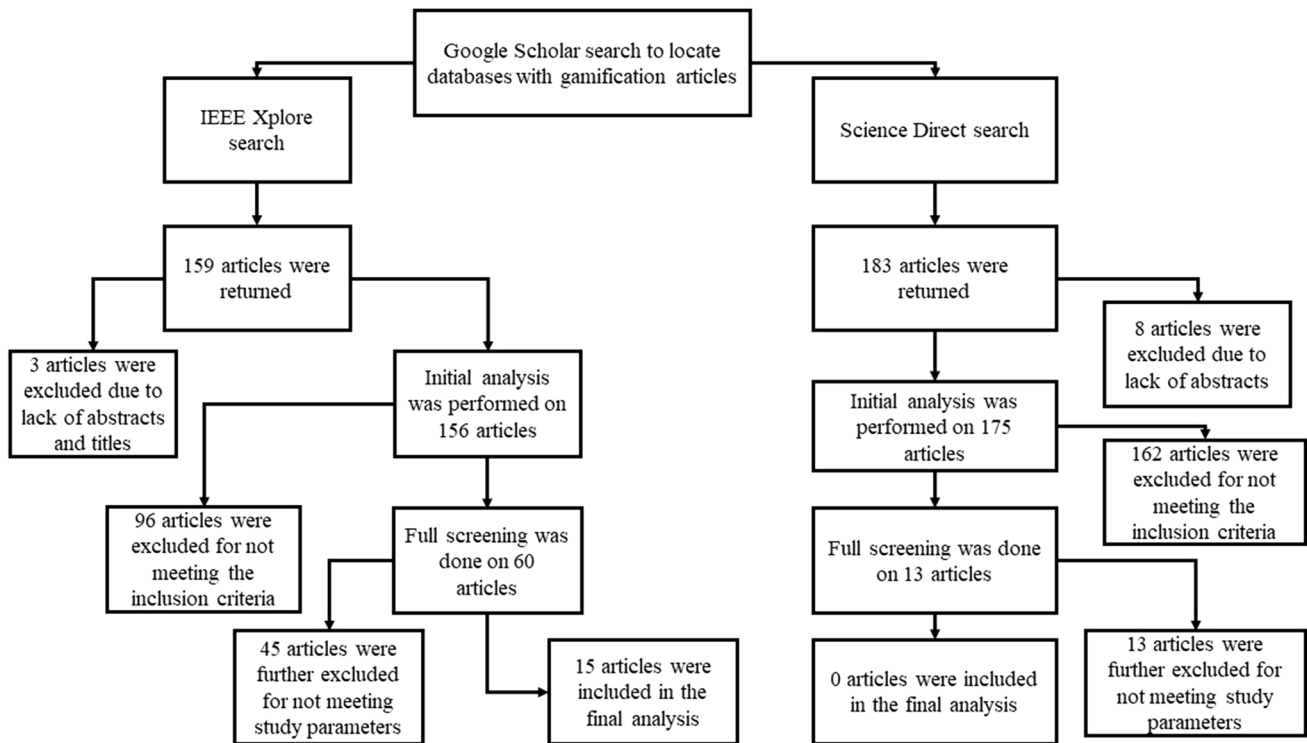 Google Scholar search to locate
databases with gamification articles
IEEE Xplore
search
Science Direct search
159 articles were
returned
183 articles were
returned
3 articles were
excluded due to
lack of abstracts
and titles
Initial analysis
was performed on
156 articles
8 articles were
excluded due to
lack of abstracts
Initial analysis was
performed on 175
articles
96 articles were
excluded for not
meeting the
inclusion criteria
Full screening was
done on 60
articles
162 articles were
excluded for not
meeting the
inclusion criteria
Full screening was done
on 13 articles
45 articles were
further excluded
for not meeting
study parameters
15 articles were
included in the
final analysis
0 articles were included
in the final analysis
13 articles were
further excluded for
not meeting study
parameters